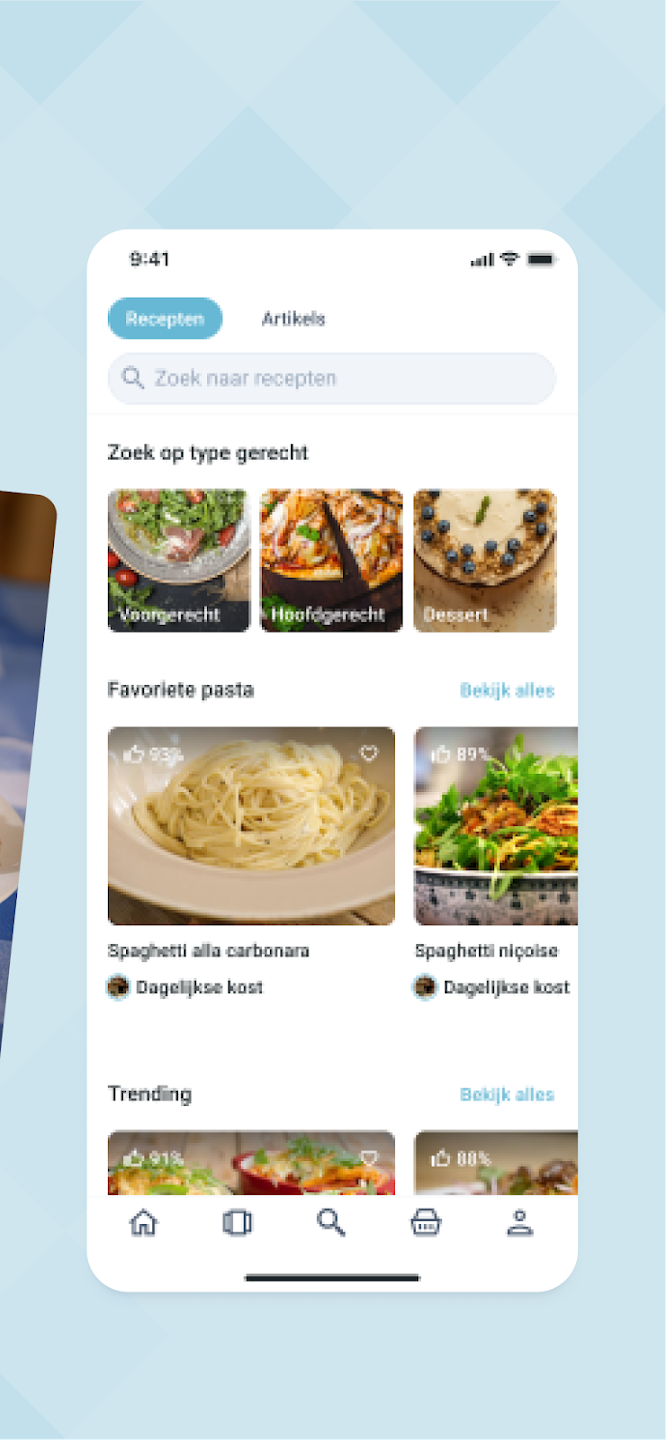 9:41
Recepten Artikels
Zoek naar recepten
Zoek op type gerecht
Voorgerecht Hoofdgerecht Dessert
Favoriete pasta Bekijk alles
93% 89%
Spaghetti alla carbonara Spaghetti niçoise
Dagelijkse kost Dagelijkse kost
Trending Bekijk alles
91% 88%